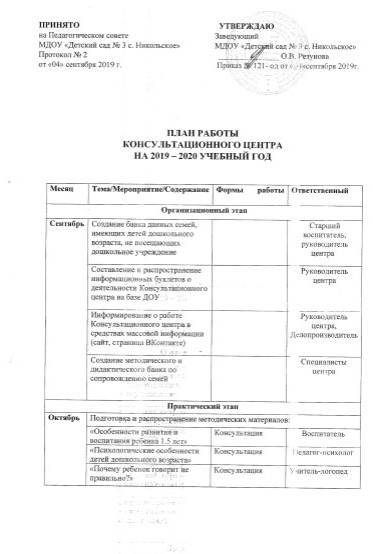 ПРИНЯТО
на Педагогическом совете
МДОУ «Детский сад № 3 с. Никольское»
Протокол № 2
от «04» сентября 2019 г.
УТВЕРЖДАЮ
Заведующий
МДОУ «Детский сад № 3 с. Никольское»
О.В. Ретунова
Приказ № 121- од от сентября 2019г.
ПЛАН РАБОТЫ
КОНСУЛЬТАЦИОННОГО ЦЕНТРА
НА 2019 – 2020 УЧЕБНЫЙ ГОД
Месяц Тема/Мероприятие/Содержание Формы работы Ответственный
Организационный этап
Сентябрь Создание банка данных семей, Старший
имеющих детей дошкольного воспитатель,
возраста, не посещающих руководитель
дошкольное учреждение центра
Составление и распространение Руководитель
информационных буклетов о центра
деятельности Консультационного
центра на базе ДОУ
Информирование о работе Руководитель
Консультационного центра в центра,
средствах массовой информации Делопроизводитель
(сайт, страница ВКонтакте)
Создание методического и Специалисты
дидактического банка по центра
сопровождению семей
Практический этап
Октябрь Подготовка и распространение методических материалов:
«Особенности развития и Консультация Воспитатель
воспитания ребенка 1.5 лет»
«Психологические особенности Консультация Педагог-психолог
детей дошкольного возраста»
«Почему ребенок говорит не Консультация Учитель-логопед
правильно?»